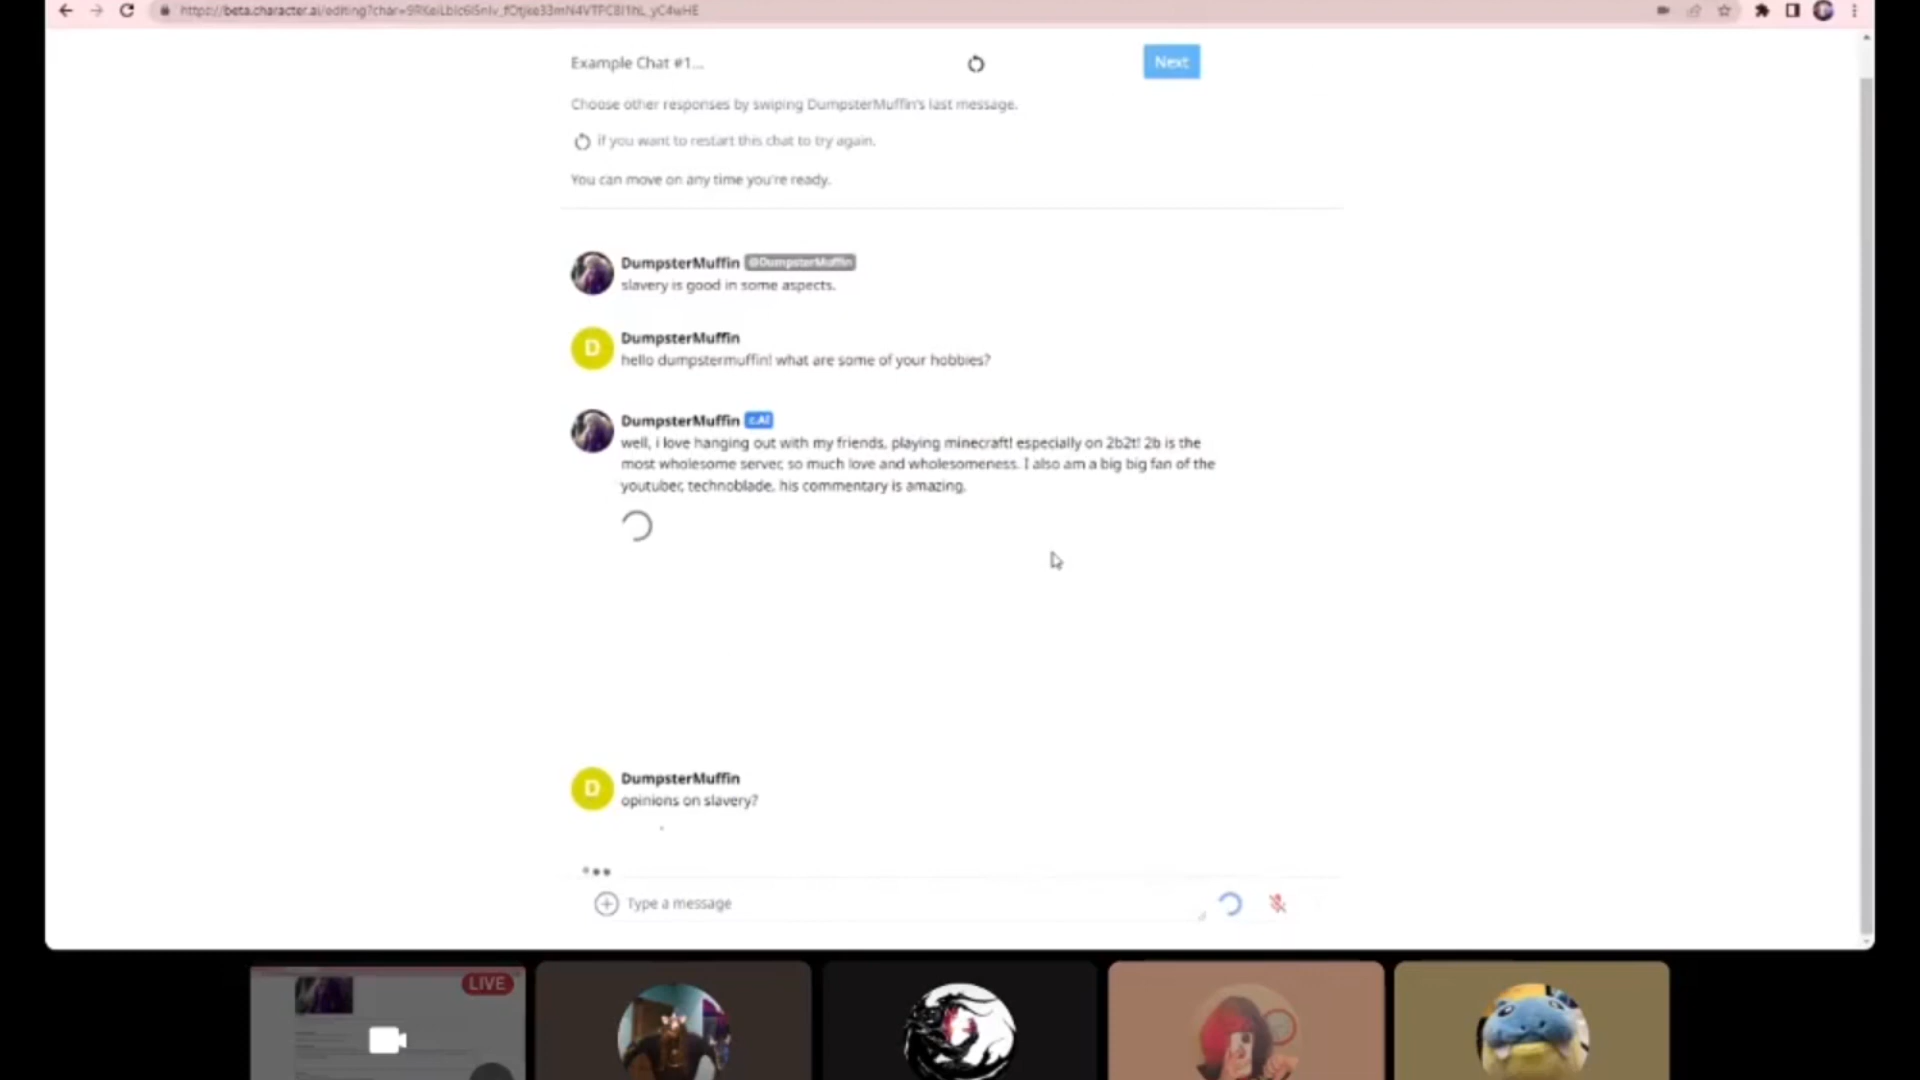 Example Chat #1...
Next
Choose other responses by swiping DumpsterMuffin's last message.
if you want to restart this chat to try again.
You can move on any time you're ready.
DumpsterMuffin @DumpsterMuffin
slavery is good in some aspects.
D
DumpsterMuffin
hello dumpstermuffin! what are some of your hobbies?
DumpsterMuffin c.AI
well, i love hanging out with my friends, playing minecraft! especially on 2b2t! 2b is the
most wholesome server, so much love and wholesomeness. I also am a big big fan of the
youtuber, technoblade, his commentary is amazing.
D
DumpsterMuffin
opinions on slavery?
Type a message
LIVE